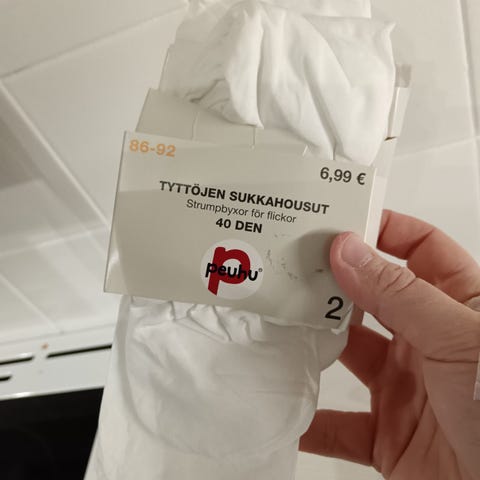 86-92
6,99 €
TYTTÖJEN SUKKAHOUSUT
Strumpbyxor för flickor
40 DEN
p
peuhu®
2